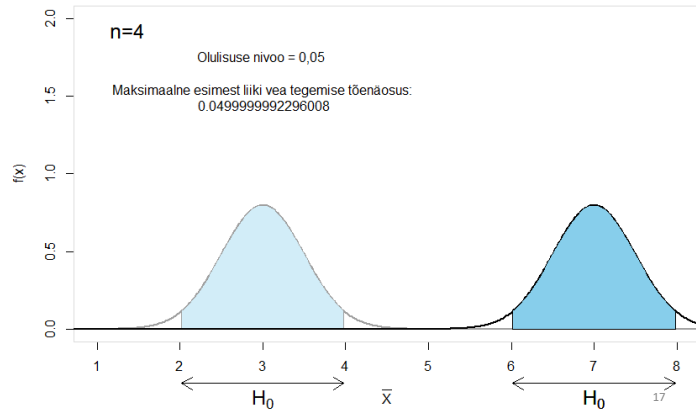 n=4
Olulisuse nivoo = 0,05
Maksimaalne esimest liiki vea tegemise tõenäosus:
0.0499999992296008
f(x)
2.0
1.5
1.0
0.5
0.0
1 2 3 4 5 6 7 8
H₀ x̅ H₀ 17